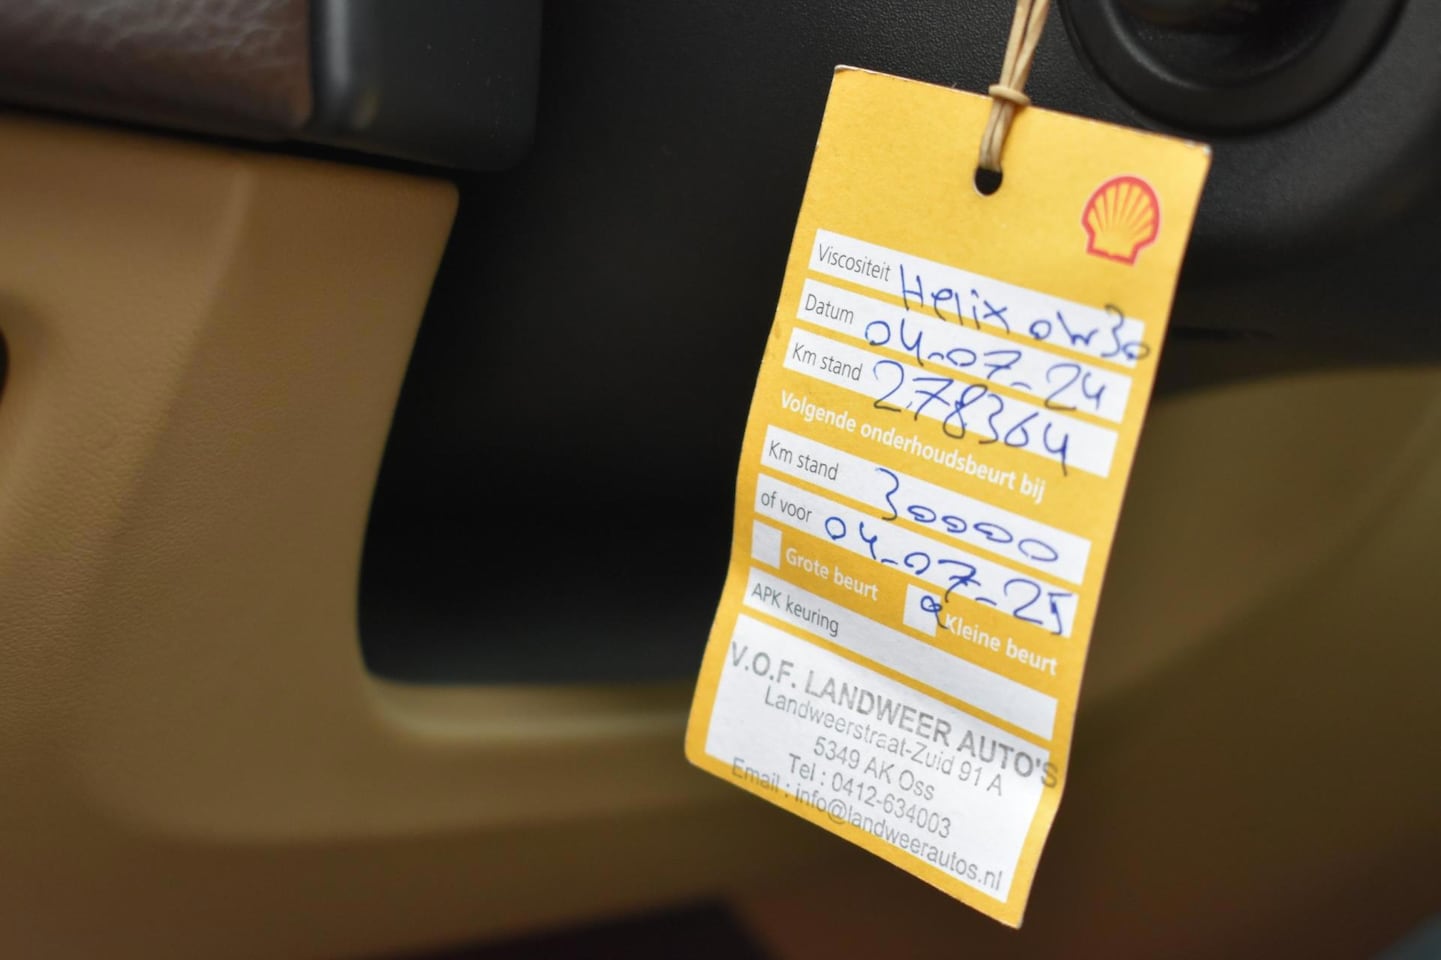 Viscositeit Helix 0W30
Datum 04-07-24
Km stand 278364
Volgende onderhoudsbeurt bij
Km stand 30000
of voor 04-07-25
Grote beurt Kleine beurt
APK keuring
V.O.F. LANDWEER AUTO'S
Landweerstraat-Zuid 91 A
5349 AK Oss
Tel : 0412-634003
Email : info@landweerautos.nl